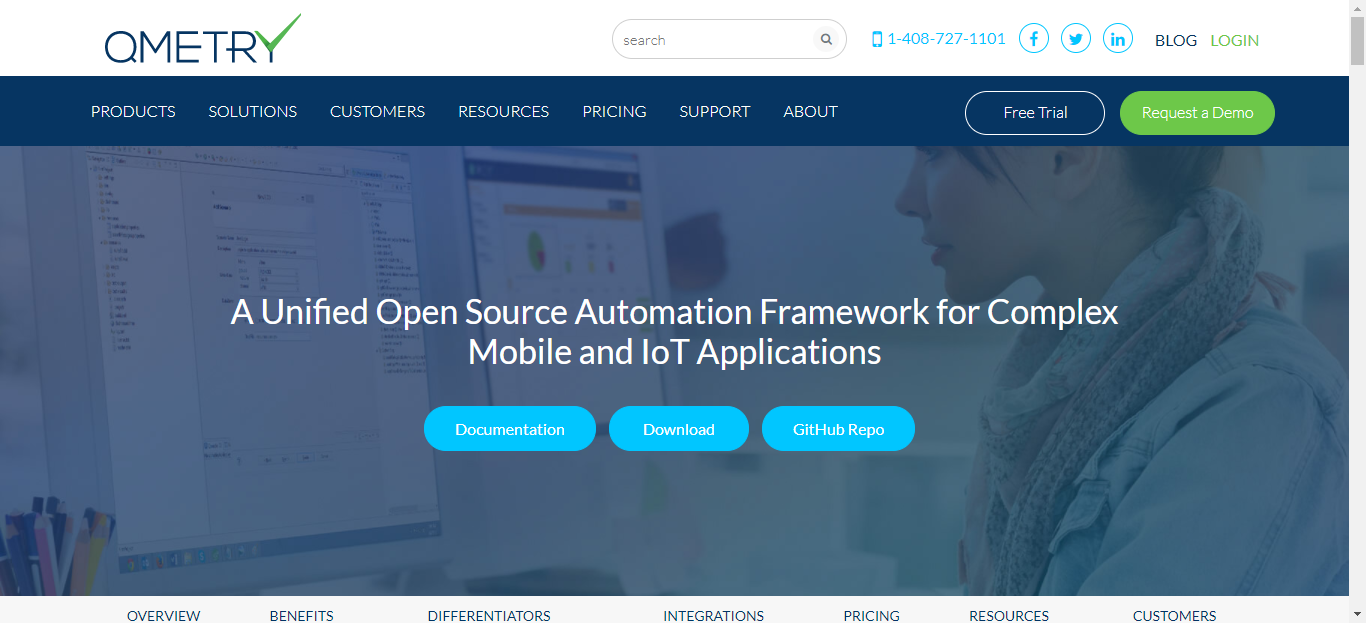 QMETRY
search
1-408-727-1101
BLOG
LOGIN
PRODUCTS
SOLUTIONS
CUSTOMERS
RESOURCES
PRICING
SUPPORT
ABOUT
Free Trial
Request a Demo
A Unified Open Source Automation Framework for Complex
Mobile and IoT Applications
Documentation
Download
GitHub Repo
OVERVIEW
BENEFITS
DIFFERENTIATORS
INTEGRATIONS
PRICING
RESOURCES
CUSTOMERS